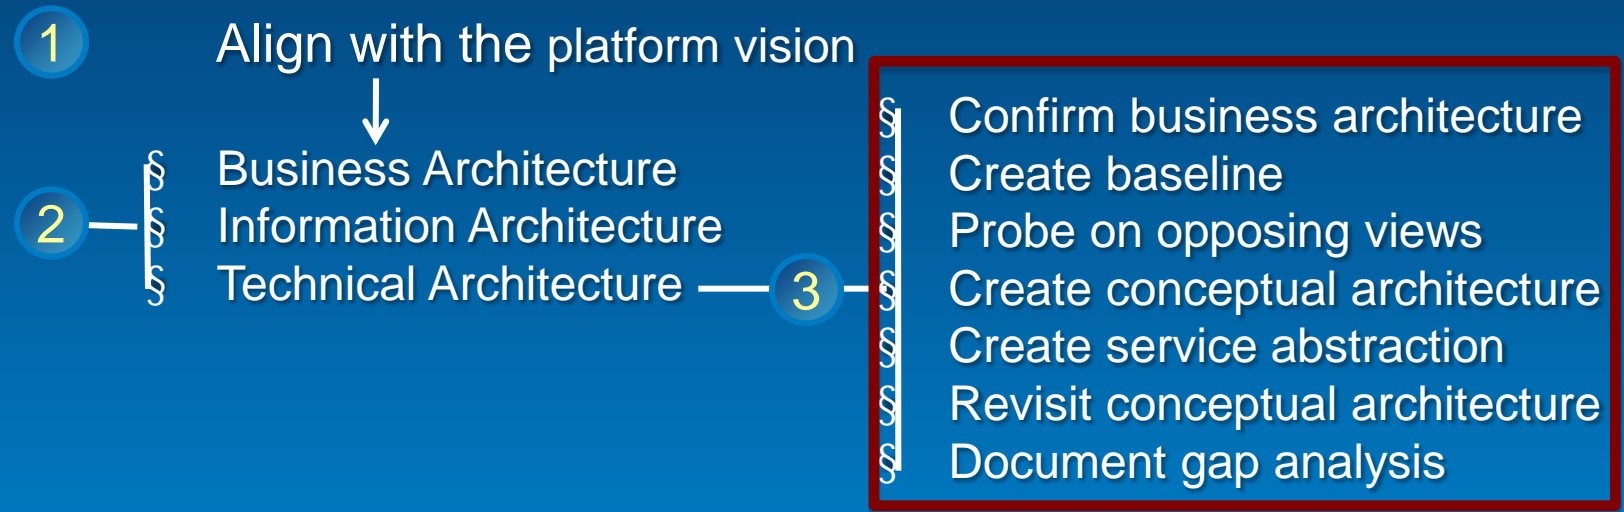 1 Align with the platform vision
§ Business Architecture
2 § Information Architecture
§ Technical Architecture 3
§ Confirm business architecture
§ Create baseline
§ Probe on opposing views
§ Create conceptual architecture
§ Create service abstraction
§ Revisit conceptual architecture
§ Document gap analysis